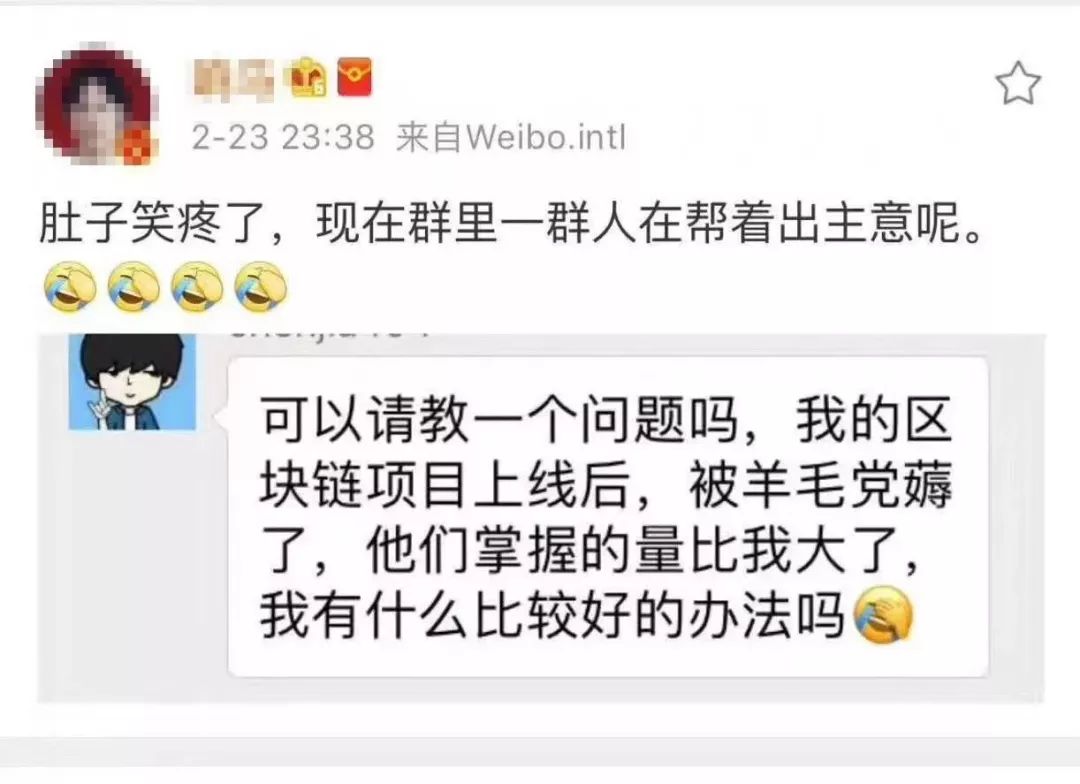 2-23 23:38 来自Weibo.intl
肚子笑疼了，现在群里一群人在帮着出主意呢。
可以请教一个问题吗，我的区
块链项目上线后，被羊毛党薅
了，他们掌握的量比我大了，
我有什么比较好的办法吗